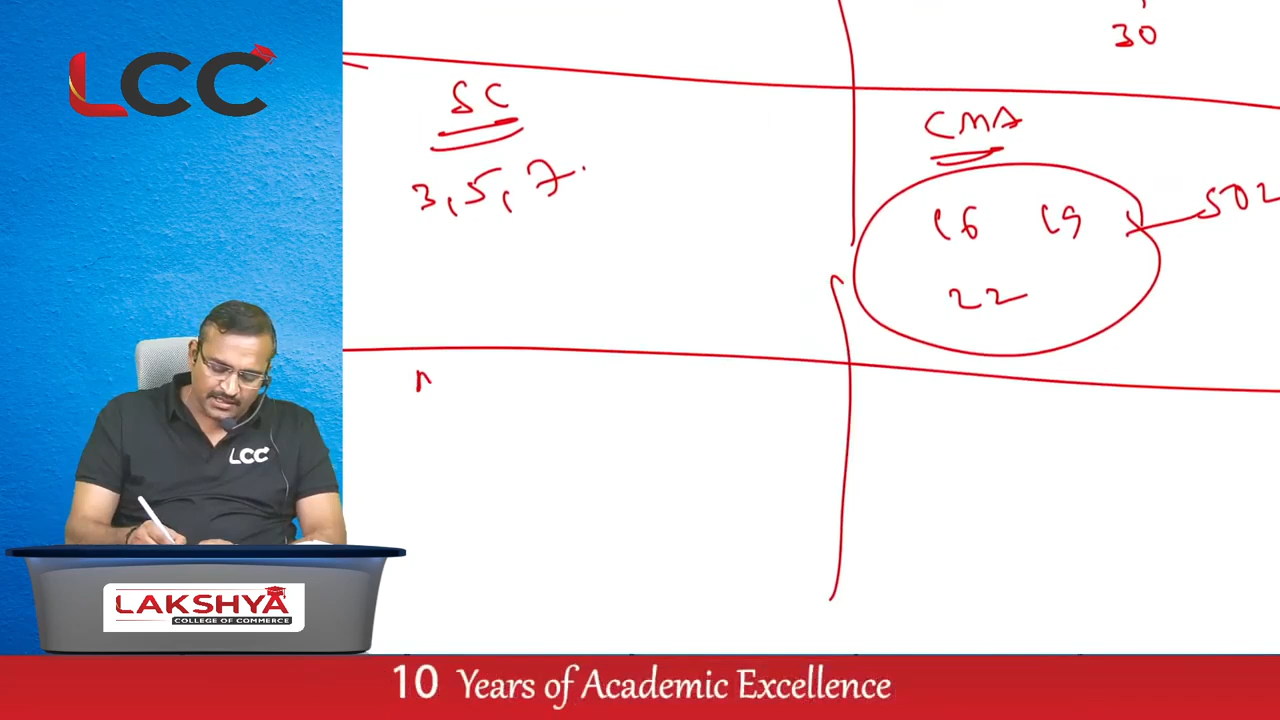 LCC
30
SC
CMA
3, 5, 7.
16 19
502
22
LCC
LAKSHYA
COLLEGE OF COMMERCE
10 Years of Academic Excellence